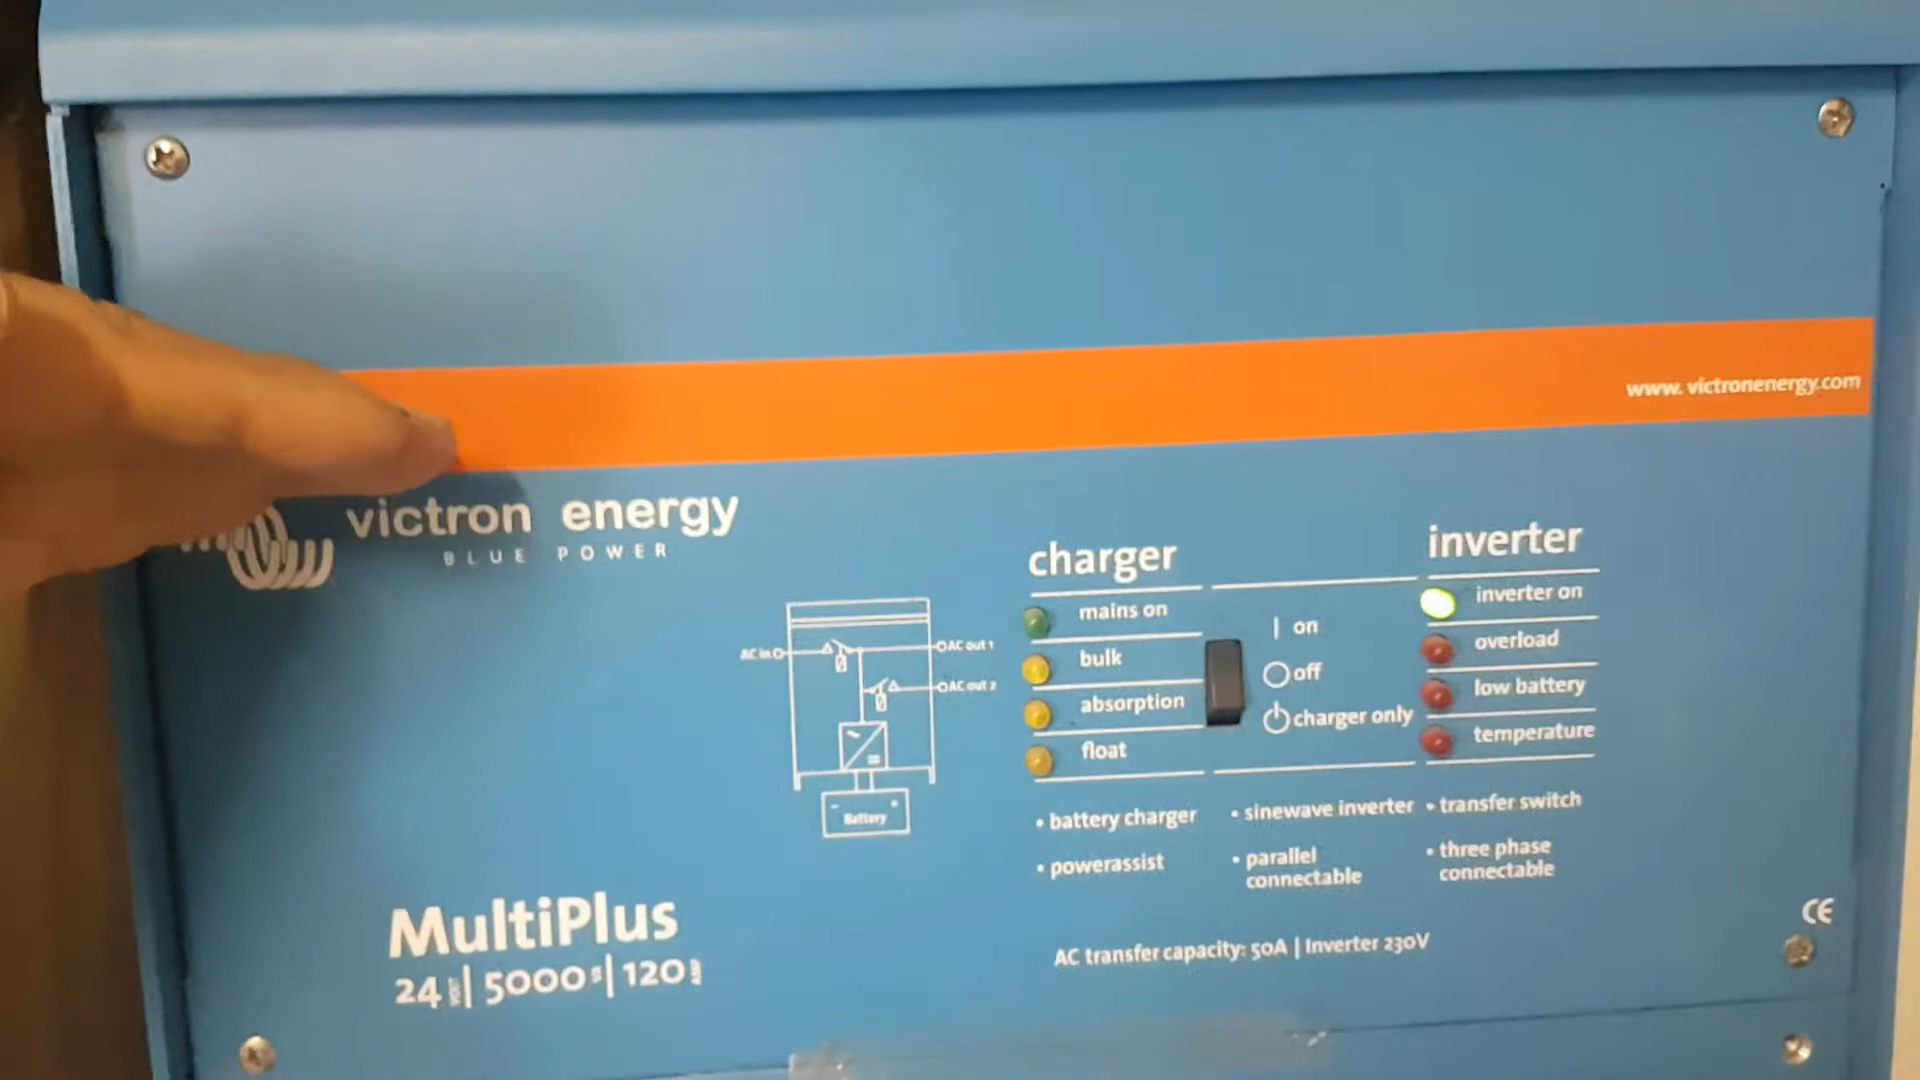 www.victronenergy.com
victron energy
BLUE POWER
charger
mains on
bulk
absorption
float
| on
off
charger only
inverter
inverter on
overload
low battery
temperature
AC in
AC out 1
AC out 2
Battery
• battery charger
• sinewave inverter
• transfer switch
• powerassist
• parallel
connectable
• three phase
connectable
MultiPlus
24 VOLT | 5000 | 120 AMP
AC transfer capacity: 50A | Inverter 230V
CE